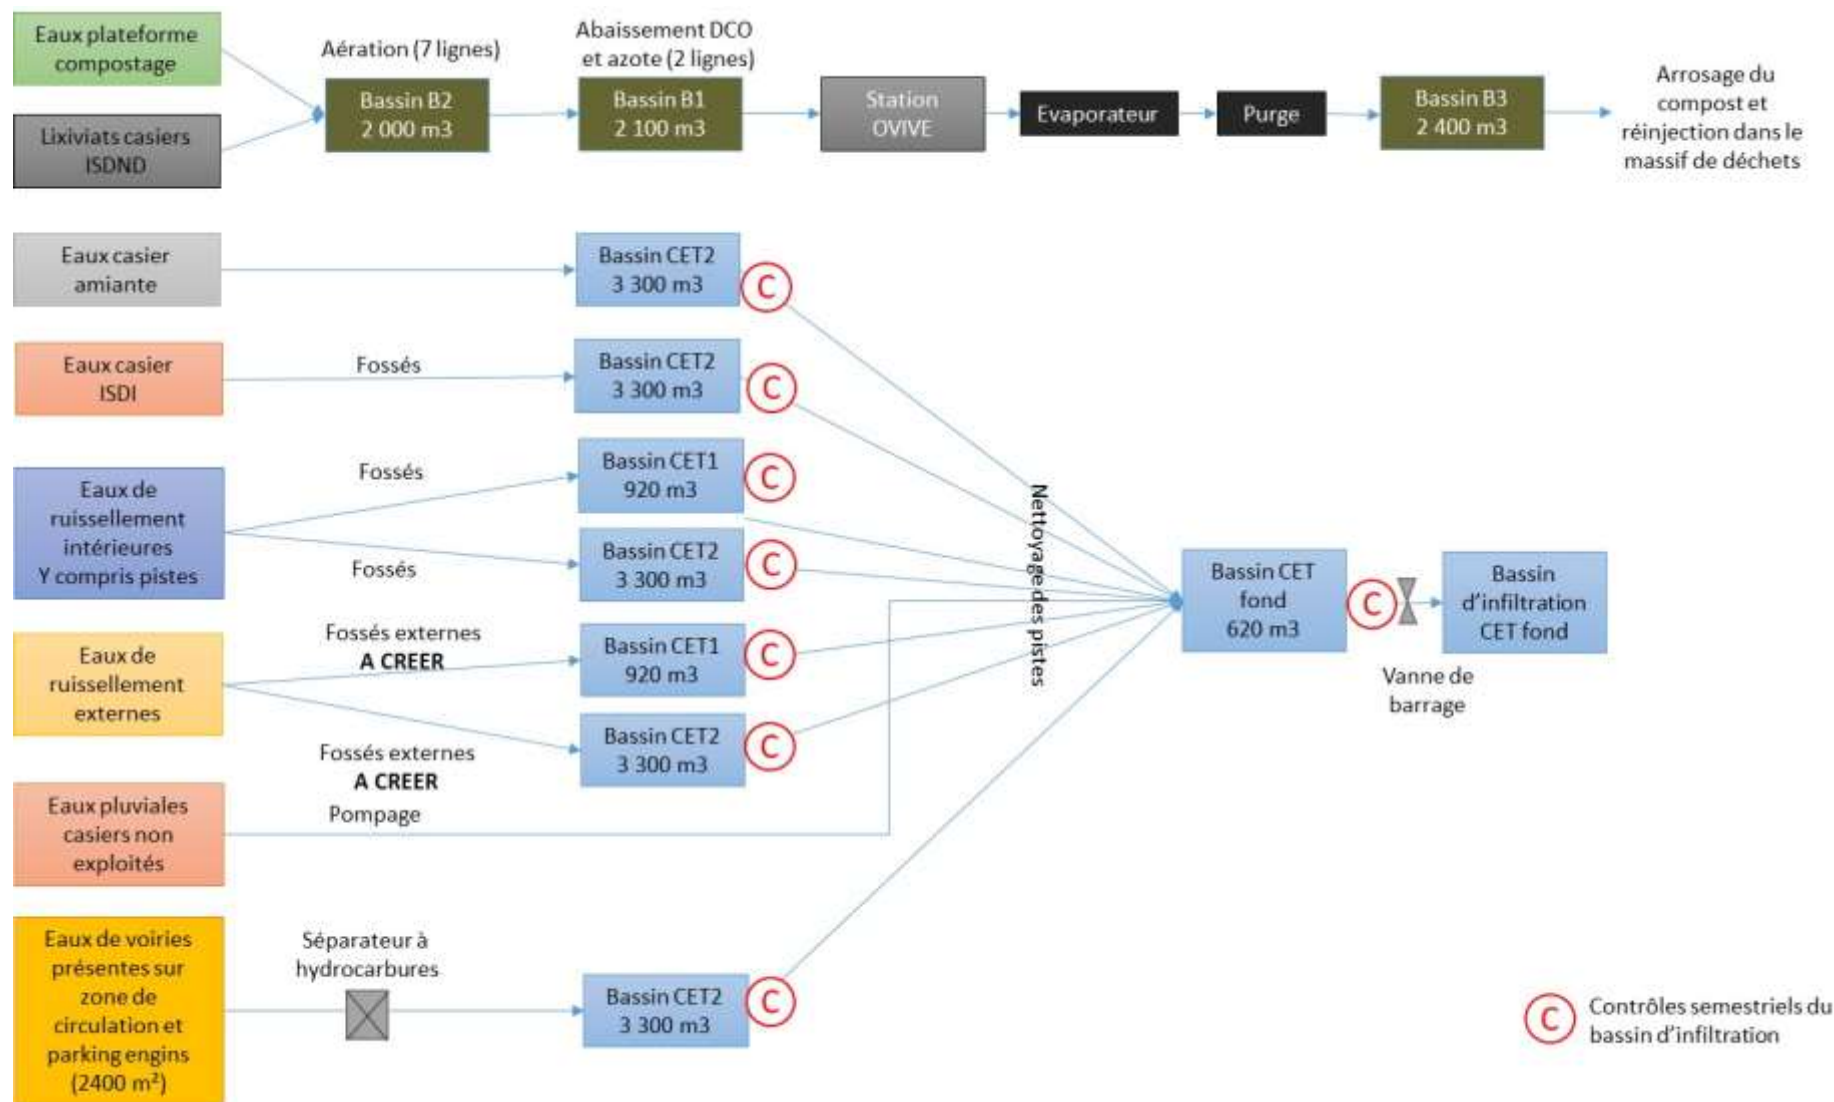 Eaux plateforme
compostage
Lixiviats casiers
ISDND
Aération (7 lignes)
Bassin B2
2 000 m3
Abaissement DCO
et azote (2 lignes)
Bassin B1
2 100 m3
Station
OVIVE
Evaporateur
Purge
Bassin B3
2 400 m3
Arrosage du
compost et
réinjection dans le
massif de déchets
Eaux casier
amiante
Bassin CET2
3 300 m3
C
Eaux casier
ISDI
Fossés
Bassin CET2
3 300 m3
C
Eaux de
ruissellement
intérieures
Y compris pistes
Fossés
Bassin CET1
920 m3
C
Fossés
Bassin CET2
3 300 m3
C
Eaux de
ruissellement
externes
Fossés externes
A CREER
Bassin CET1
920 m3
C
Fossés externes
A CREER
Bassin CET2
3 300 m3
C
Eaux pluviales
casiers non
exploités
Pompage
Eaux de voiries
présentes sur
zone de
circulation et
parking engins
(2400 m²)
Séparateur à
hydrocarbures
Bassin CET2
3 300 m3
C
Nettoyage des pistes
Bassin CET
fond
620 m3
C
Vanne de
barrage
Bassin
d'infiltration
CET fond
C
Contrôles semestriels du
bassin d'infiltration